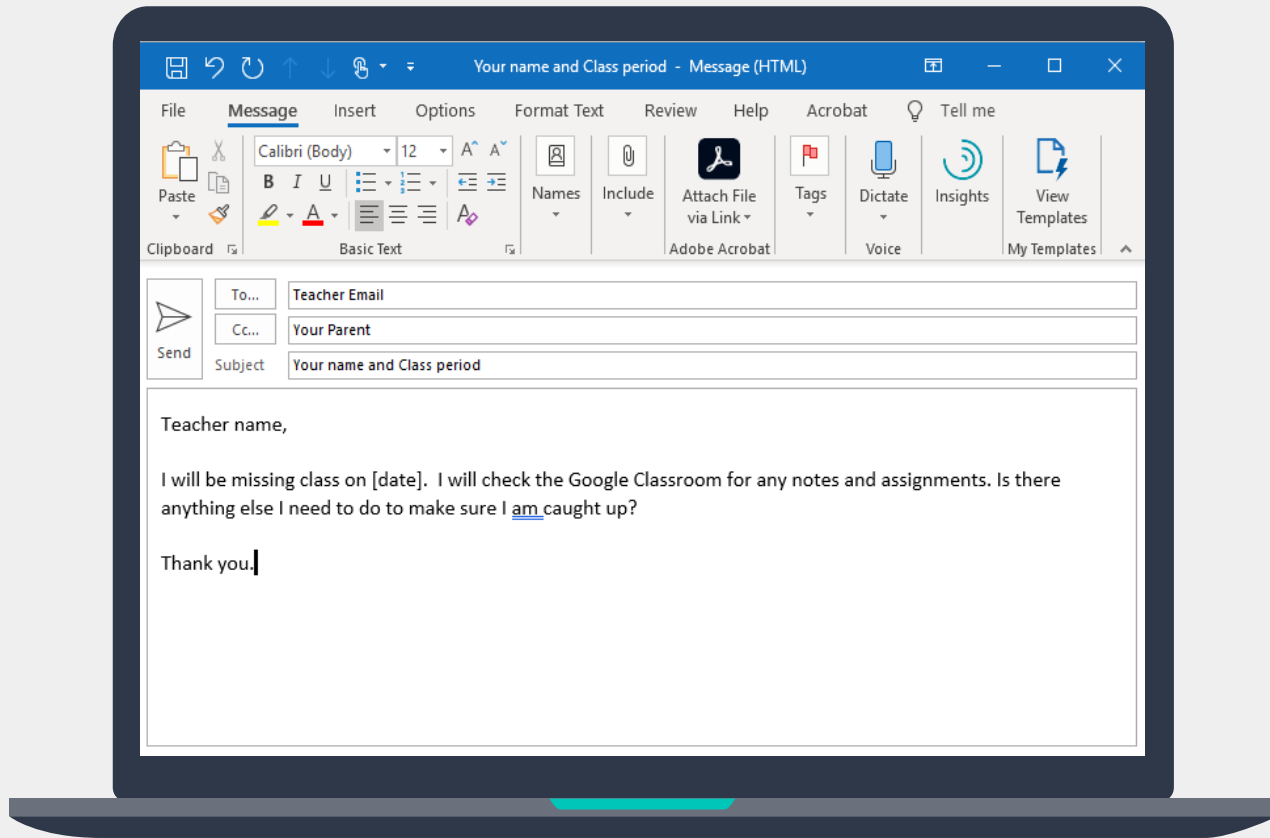 Your name and Class period - Message (HTML)
File Message Insert Options Format Text Review Help Acrobat Tell me
Calibri (Body) 12
B I U
Paste
Names
Include
Attach File
via Link
Tags
Dictate
Insights
View
Templates
Clipboard Basic Text Adobe Acrobat Voice My Templates
Send
To... Teacher Email
Cc... Your Parent
Subject Your name and Class period
Teacher name,
I will be missing class on [date].  I will check the Google Classroom for any notes and assignments. Is there
anything else I need to do to make sure I am caught up?
Thank you.